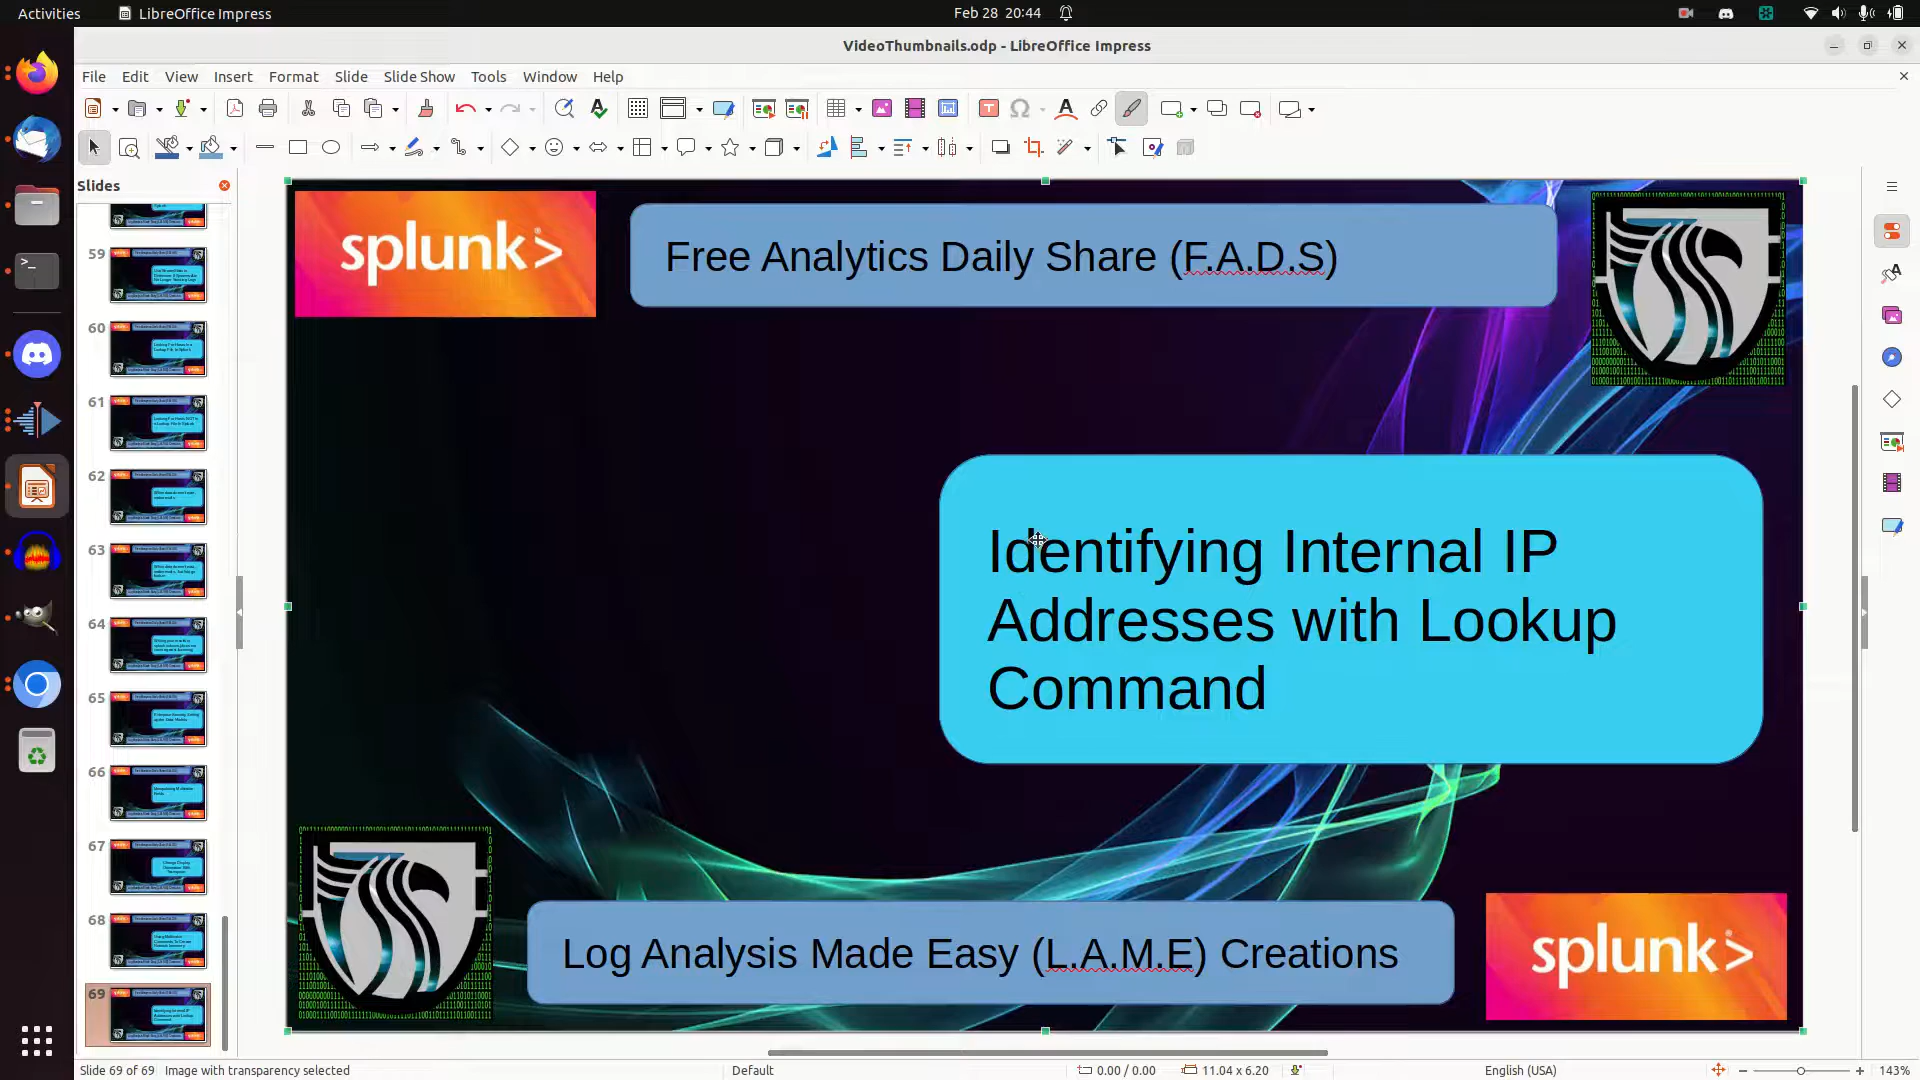 Activities
LibreOffice Impress
Feb 28 20:44
VideoThumbnails.odp - LibreOffice Impress
File Edit View Insert Format Slide Slide Show Tools Window Help
Slides
splunk>
Free Analytics Daily Share (F.A.D.S)
59
60
61
62
63
64
65
66
67
68
69
Identifying Internal IP
Addresses with Lookup
Command
Log Analysis Made Easy (L.A.M.E) Creations
splunk>
Slide 69 of 69
Image with transparency selected
Default
0.00 / 0.00
11.04 x 6.20
English (USA)
143%